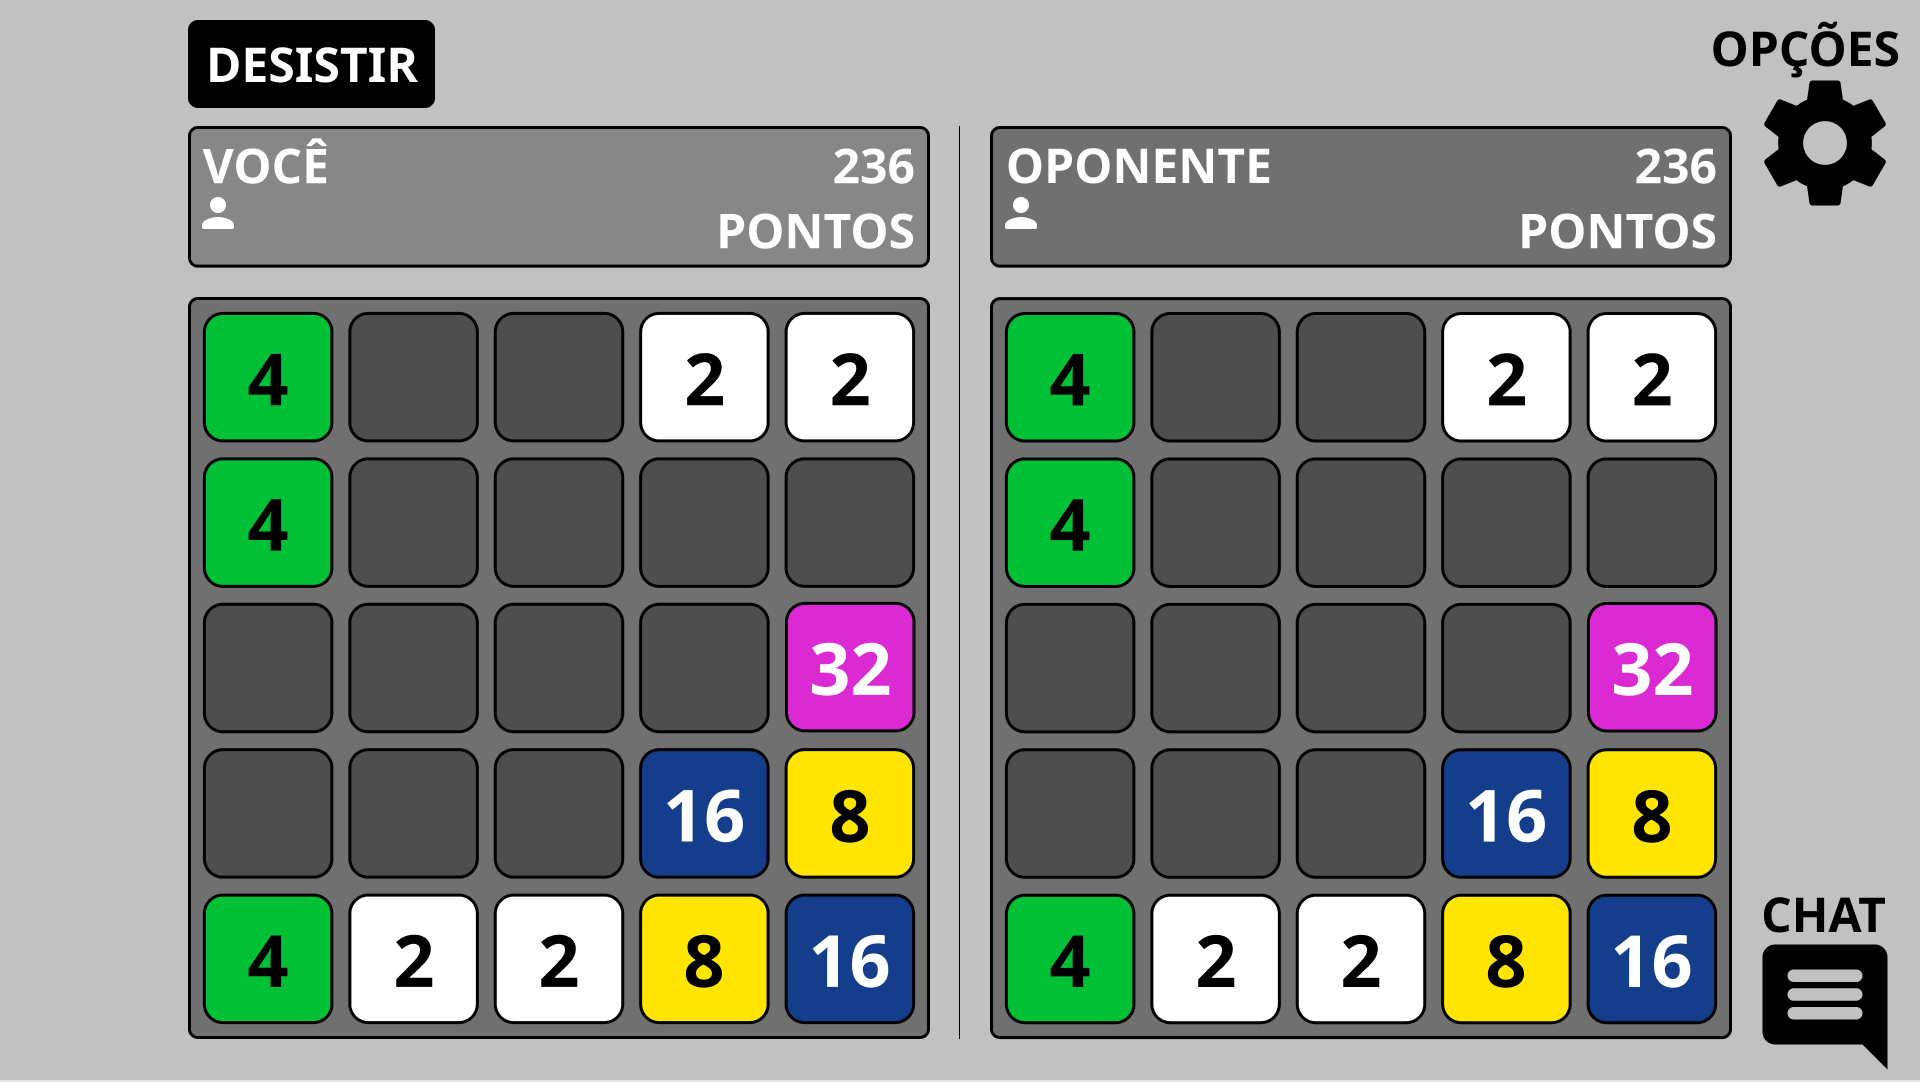 DESISTIR
OPÇÕES
VOCÊ 236
PONTOS
OPONENTE 236
PONTOS
4 2 2
4
32
16 8
4 2 2 8 16
4 2 2
4
32
16 8
4 2 2 8 16
CHAT